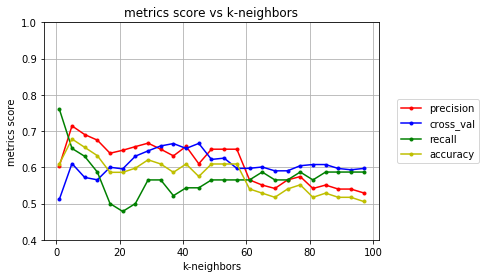 metrics score vs k-neighbors
1.0
0.9
0.8
0.7
0.6
0.5
0.4
metrics score
0 20 40 60 80 100
k-neighbors
precision
cross_val
recall
accuracy